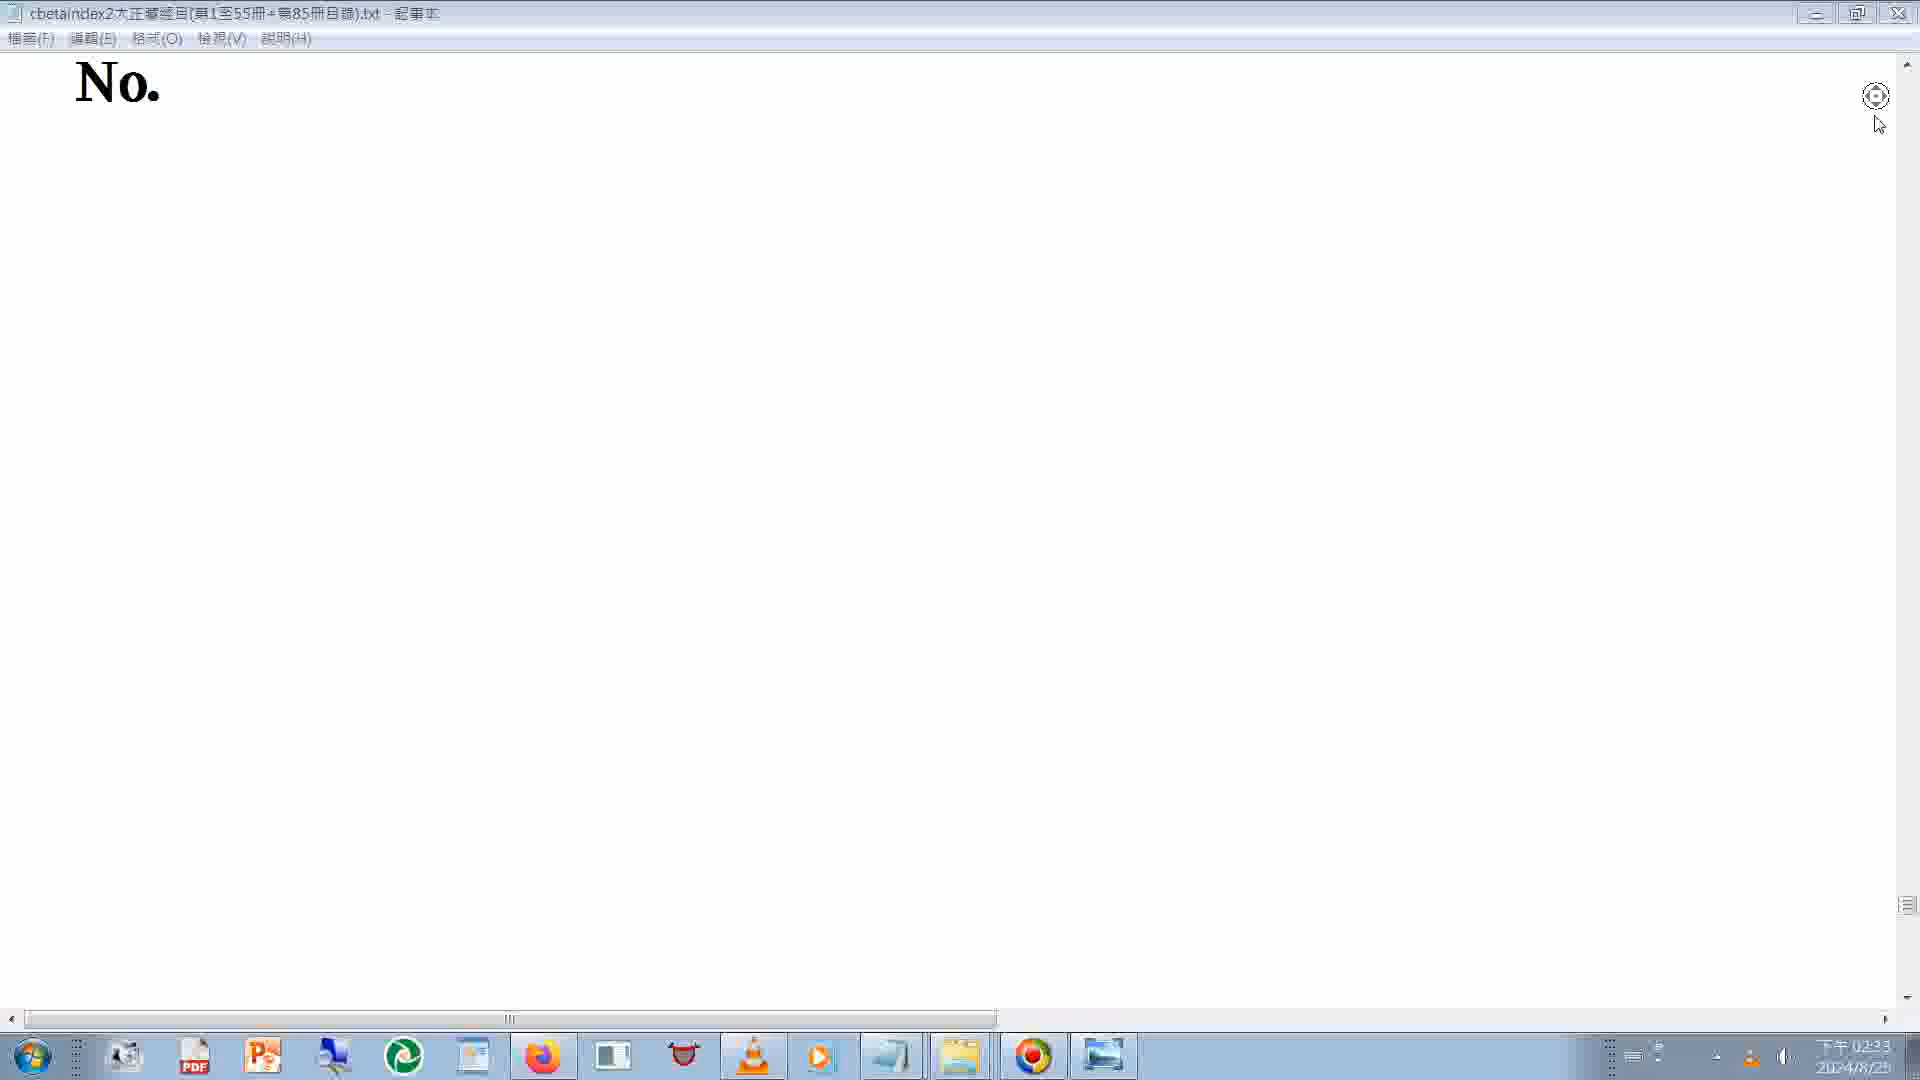 cbetaindex2大正藏經目(第1至55冊+第85冊目錄).txt - 記事本
檔案(F) 編輯(E) 格式(O) 檢視(V) 說明(H)
No.
PDF
下午 02:33
2024/8/25